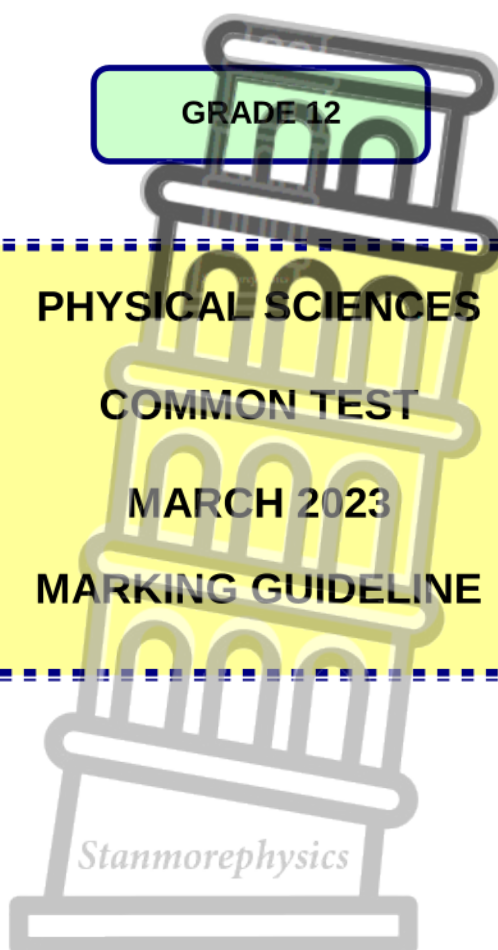 GRADE 12
PHYSICAL SCIENCES
COMMON TEST
MARCH 2023
MARKING GUIDELINE
Stanmorephysics